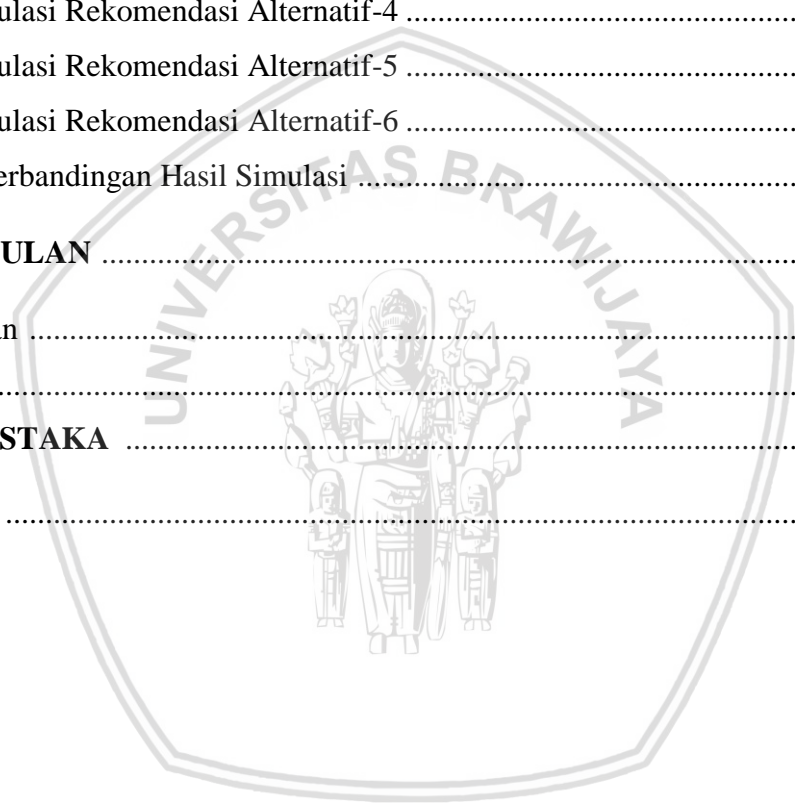 ulasi Rekomendasi Alternatif-4 ........................................................................
ulasi Rekomendasi Alternatif-5 ........................................................................
ulasi Rekomendasi Alternatif-6 ........................................................................
erbandingan Hasil Simulasi ................................................................................
ULAN ............................................................................................................................
an ........................................................................................................................................
............................................................................................................................................
STAKA ........................................................................................................................
............................................................................................................................................
UNIVERSITAS BRAWIJAYA